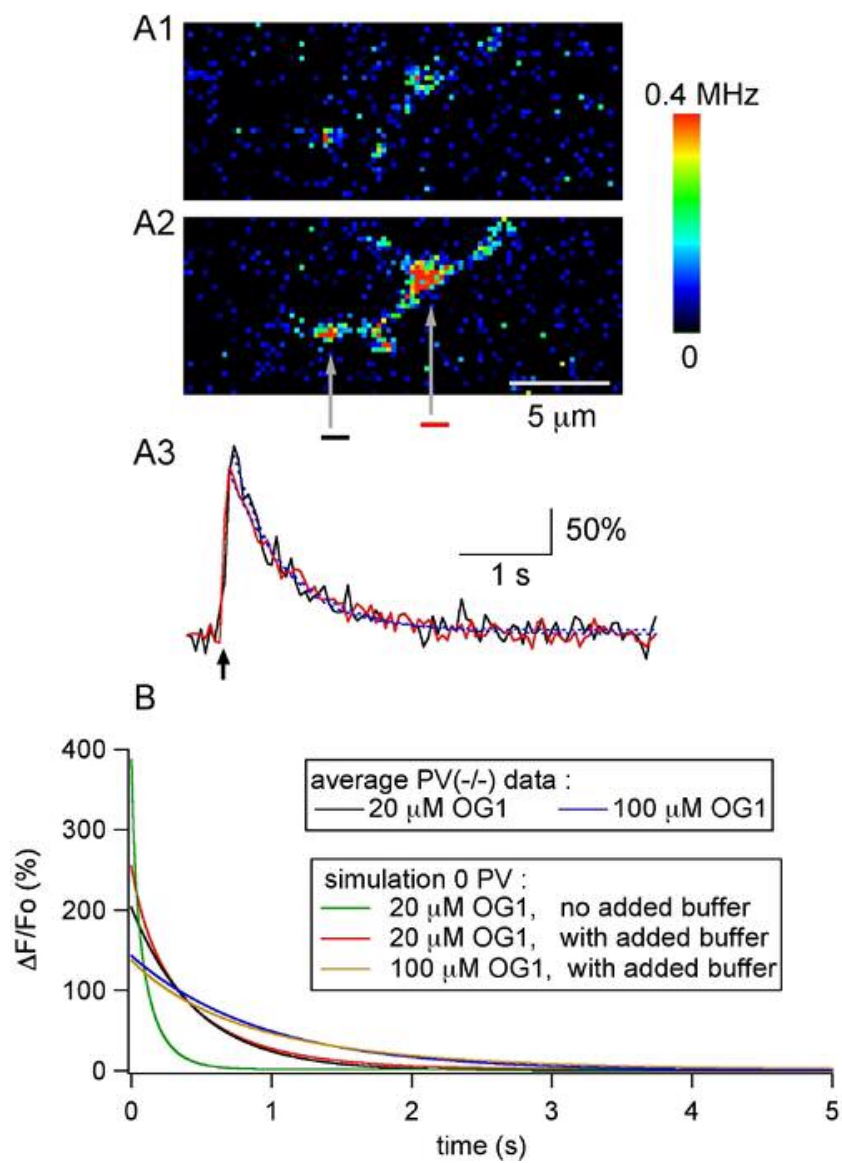 A1
0.4 MHz
A2
0
5 μm
A3
50%
1 s
B
400
300
200
100
0
ΔF/Fo (%)
average PV(-/-) data :
20 μM OG1
100 μM OG1
simulation 0 PV :
20 μM OG1, no added buffer
20 μM OG1, with added buffer
100 μM OG1, with added buffer
0
1
2
3
4
5
time (s)